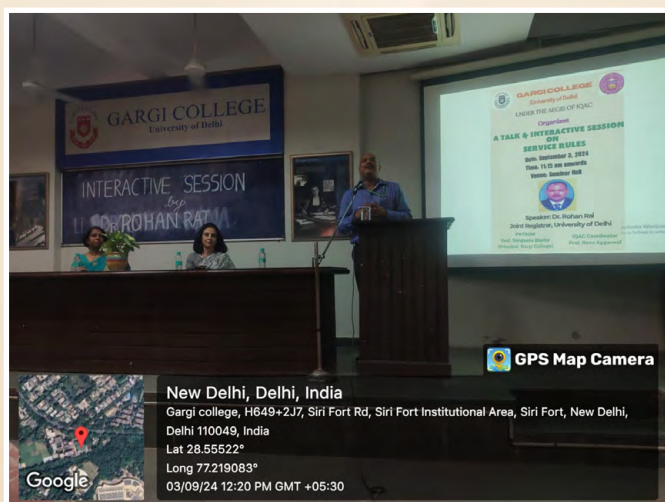 GARGI COLLEGE
University of Delhi
INTERACTIVE SESSION
by
DR. ROHAN RAI
GARGI COLLEGE
(University of Delhi)
UNDER THE AEGIS OF IQAC
Organises
A TALK & INTERACTIVE SESSION
ON
SERVICE RULES
Date: September 3, 2024
Time: 11:15 am onwards
Venue: Seminar Hall
Speaker: Dr. Rohan Rai
Joint Registrar, University of Delhi
IQAC Coordinator
GPS Map Camera
New Delhi, Delhi, India
Gargi college, H649+2J7, Siri Fort Rd, Siri Fort Institutional Area, Siri Fort, New Delhi,
Delhi 110049, India
Lat 28.55522°
Long 77.219083°
03/09/24 12:20 PM GMT +05:30
Google